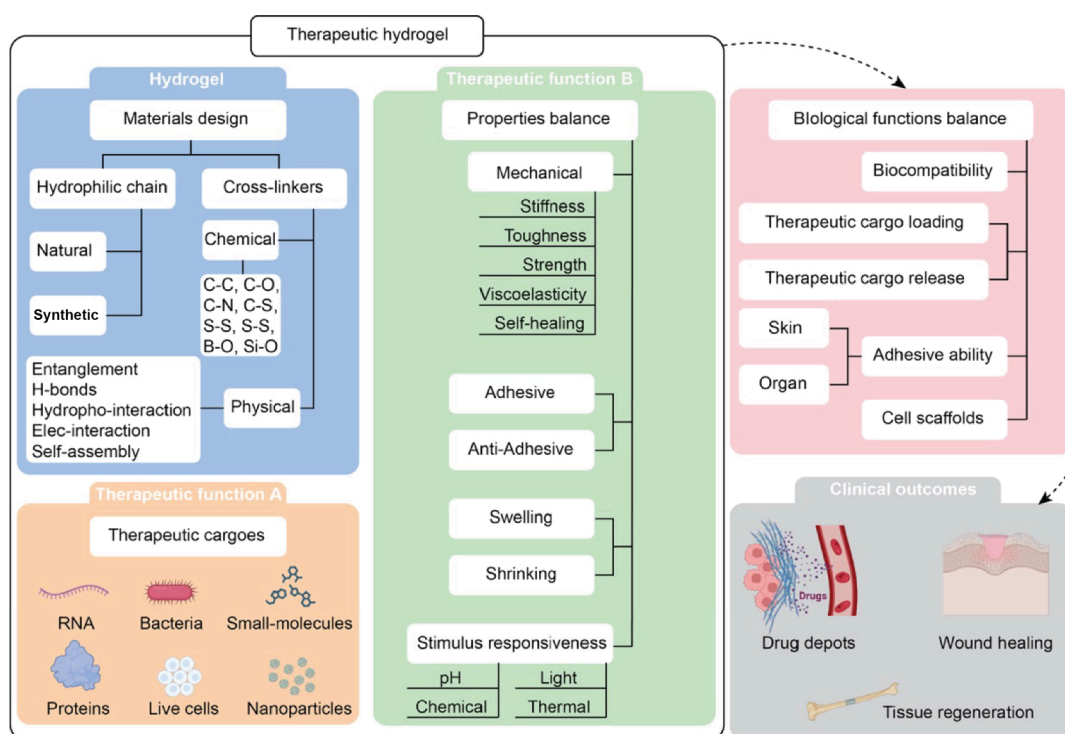 Therapeutic hydrogel
Hydrogel
Materials design
Hydrophilic chain
Cross-linkers
Natural
Synthetic
Chemical
C-C, C-O,
C-N, C-S,
S-S, S-S,
B-O, Si-O
Entanglement
H-bonds
Hydropho-interaction
Elec-interaction
Self-assembly
Physical
Therapeutic function A
Therapeutic cargoes
RNA
Bacteria
Small-molecules
Proteins
Live cells
Nanoparticles
Therapeutic function B
Properties balance
Mechanical
Stiffness
Toughness
Strength
Viscoelasticity
Self-healing
Adhesive
Anti-Adhesive
Swelling
Shrinking
Stimulus responsiveness
pH
Light
Chemical
Thermal
BIological functions balance
Biocompatibility
Therapeutic cargo loading
Therapeutic cargo release
Skin
Organ
Adhesive ability
Cell scaffolds
Clinical outcomes
Drugs
Drug depots
Wound healing
Tissue regeneration